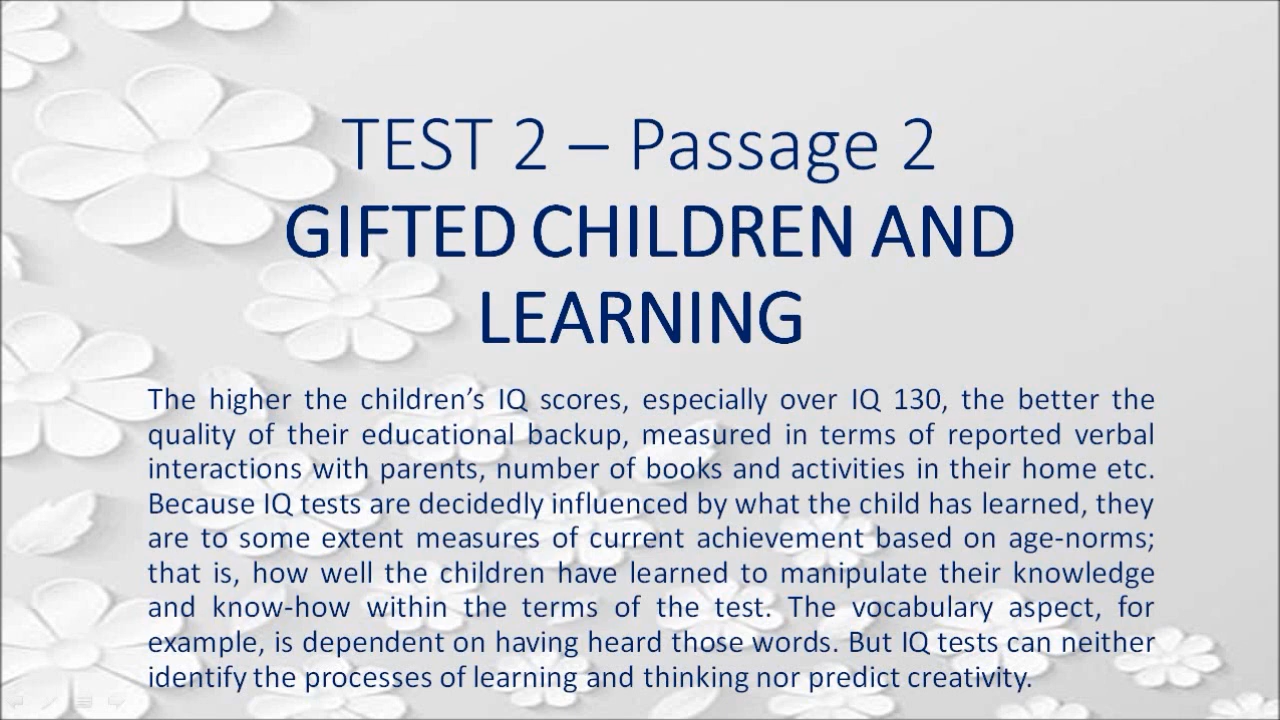 TEST 2 – Passage 2
GIFTED CHILDREN AND
LEARNING
The higher the children’s IQ scores, especially over IQ 130, the better the
quality of their educational backup, measured in terms of reported verbal
interactions with parents, number of books and activities in their home etc.
Because IQ tests are decidedly influenced by what the child has learned, they
are to some extent measures of current achievement based on age-norms;
that is, how well the children have learned to manipulate their knowledge
and know-how within the terms of the test. The vocabulary aspect, for
example, is dependent on having heard those words. But IQ tests can neither
identify the processes of learning and thinking nor predict creativity.